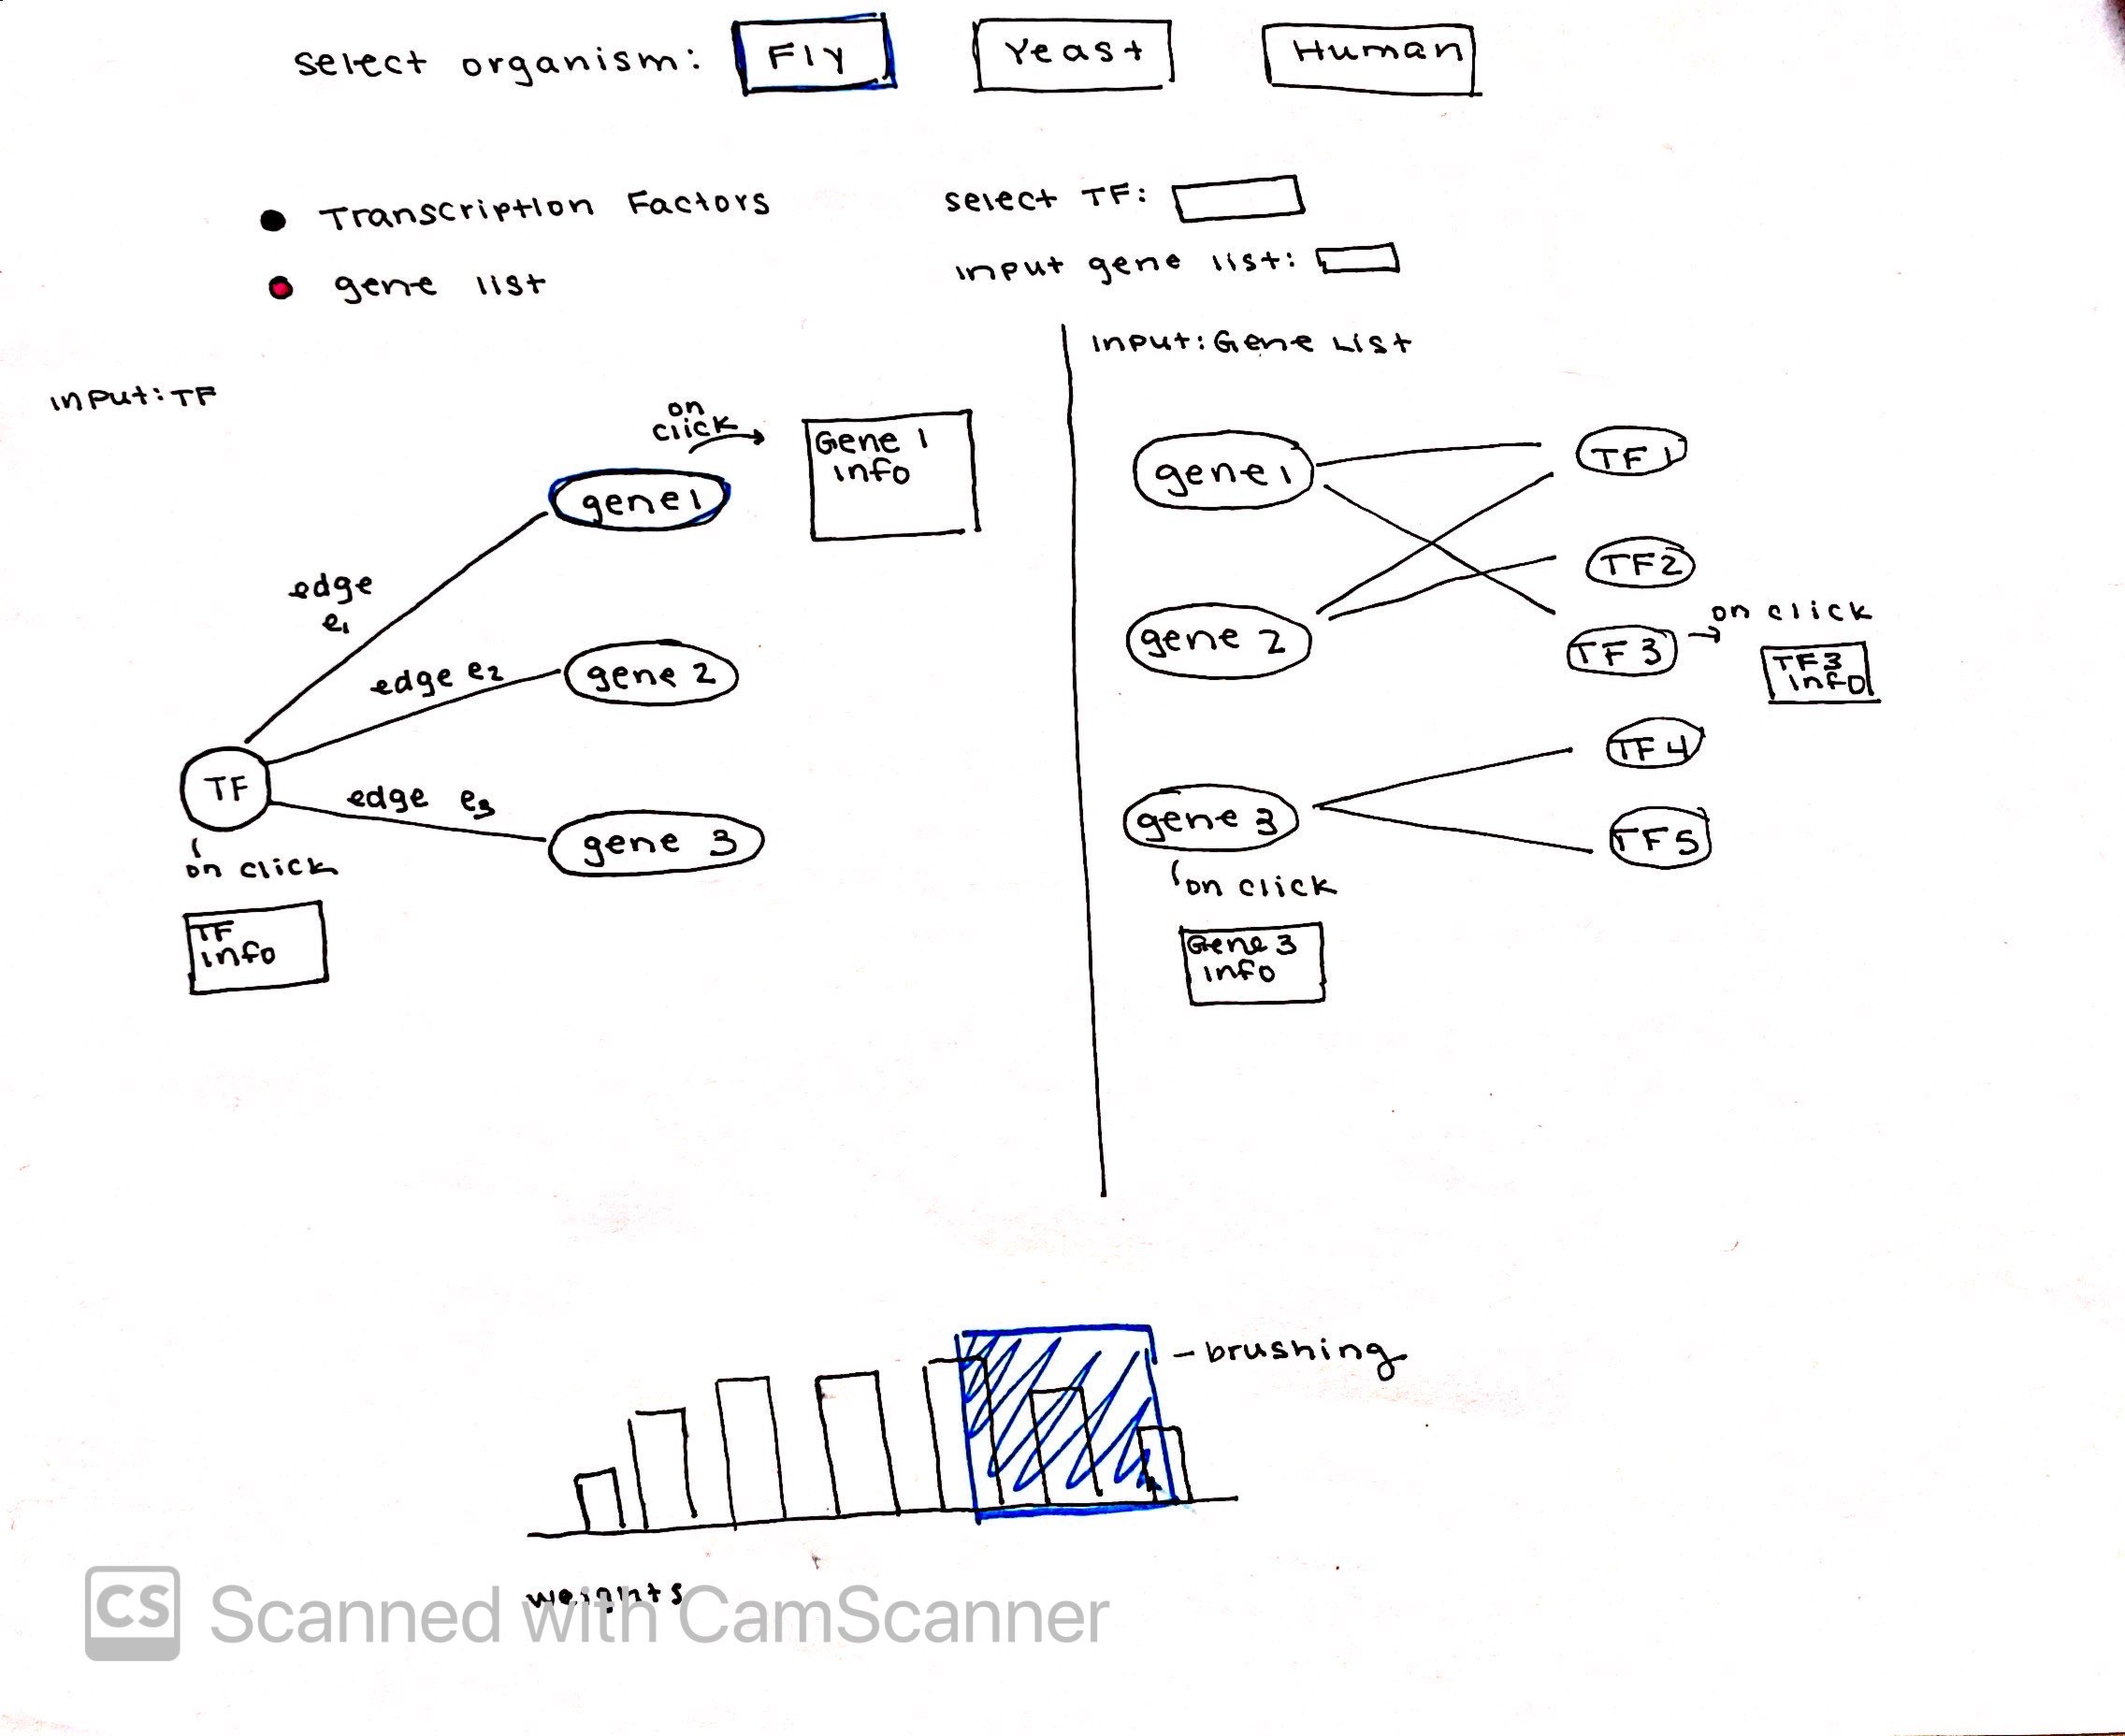 select organism: Fly Yeast Human
Transcription Factors
select TF:
gene list
input gene list:
input: TF
on
click
Gene 1
info
gene1
edge
e1
edge e2
gene 2
TF
edge e3
gene 3
on click
TF
info
Input: Gene List
gene1
TF1
TF2
gene 2
TF3
on click
TF3
info
TF4
gene 3
TF5
on click
Gene 3
info
brushing
weights
CS Scanned with CamScanner